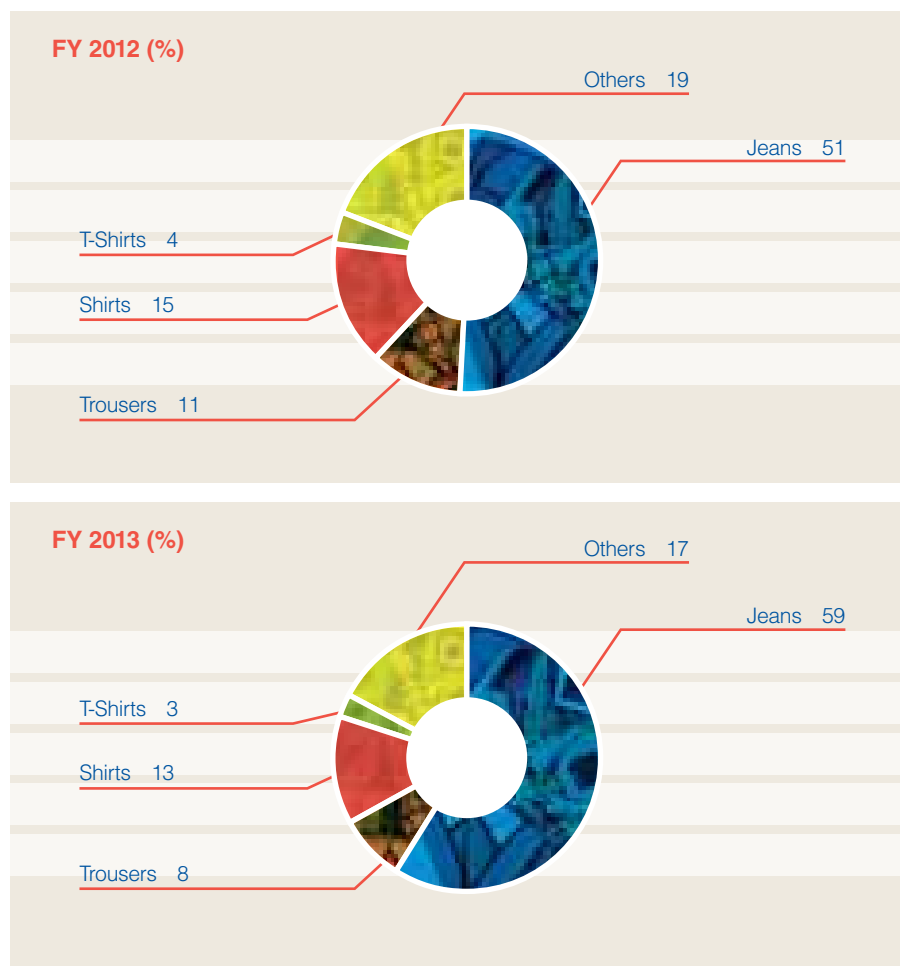 FY 2012 (%)
Others 19
Jeans 51
T-Shirts 4
Shirts 15
Trousers 11
FY 2013 (%)
Others 17
Jeans 59
T-Shirts 3
Shirts 13
Trousers 8